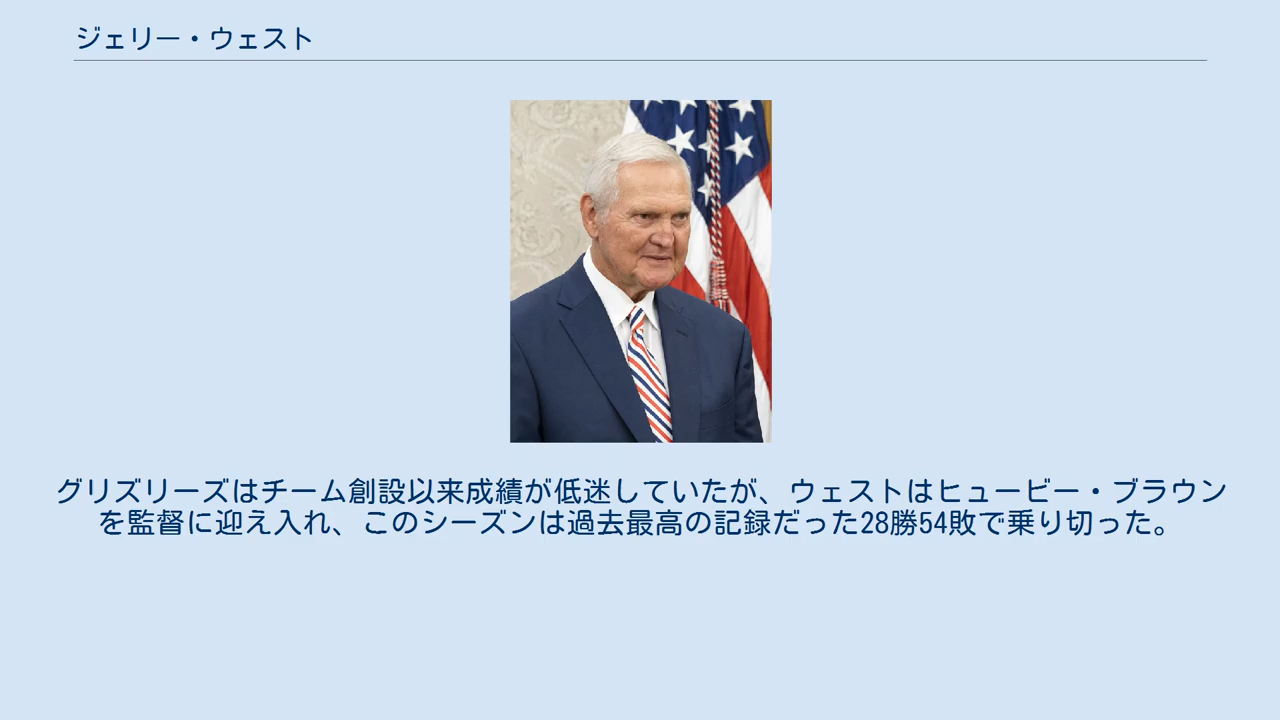 ジェリー・ウェスト
グリズリーズはチーム創設以来成績が低迷していたが、ウェストはヒュービー・ブラウン
を監督に迎え入れ、このシーズンは過去最高の記録だった28勝54敗で乗り切った。